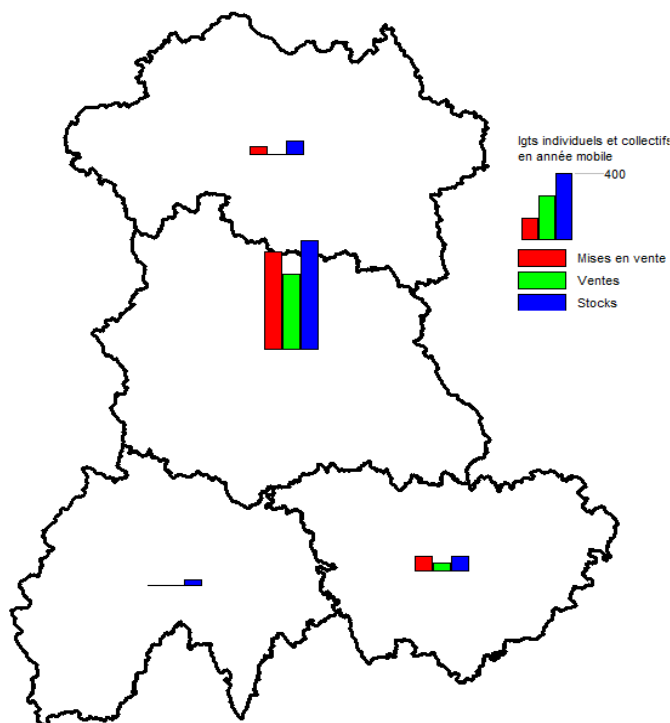 lgts individuels et collectifs
en année mobile
400
Mises en vente
Ventes
Stocks